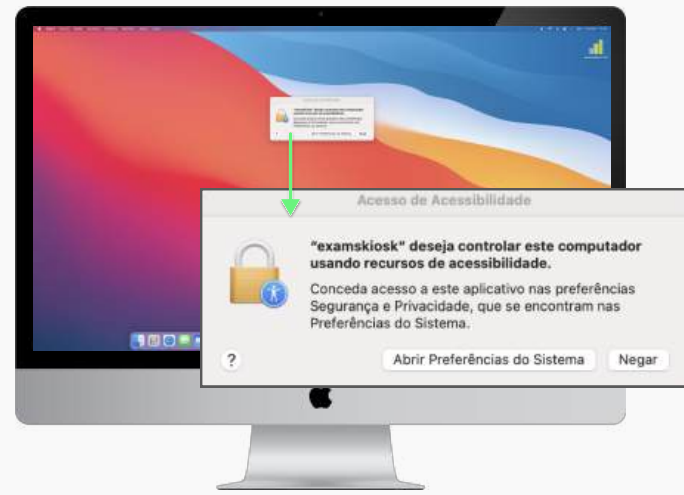 Acesso de Acessibilidade
"examskiosk" deseja controlar este computador
usando recursos de acessibilidade.
Conceda acesso a este aplicativo nas preferências
Segurança e Privacidade, que se encontram nas
Preferências do Sistema.
?
Abrir Preferências do Sistema
Negar